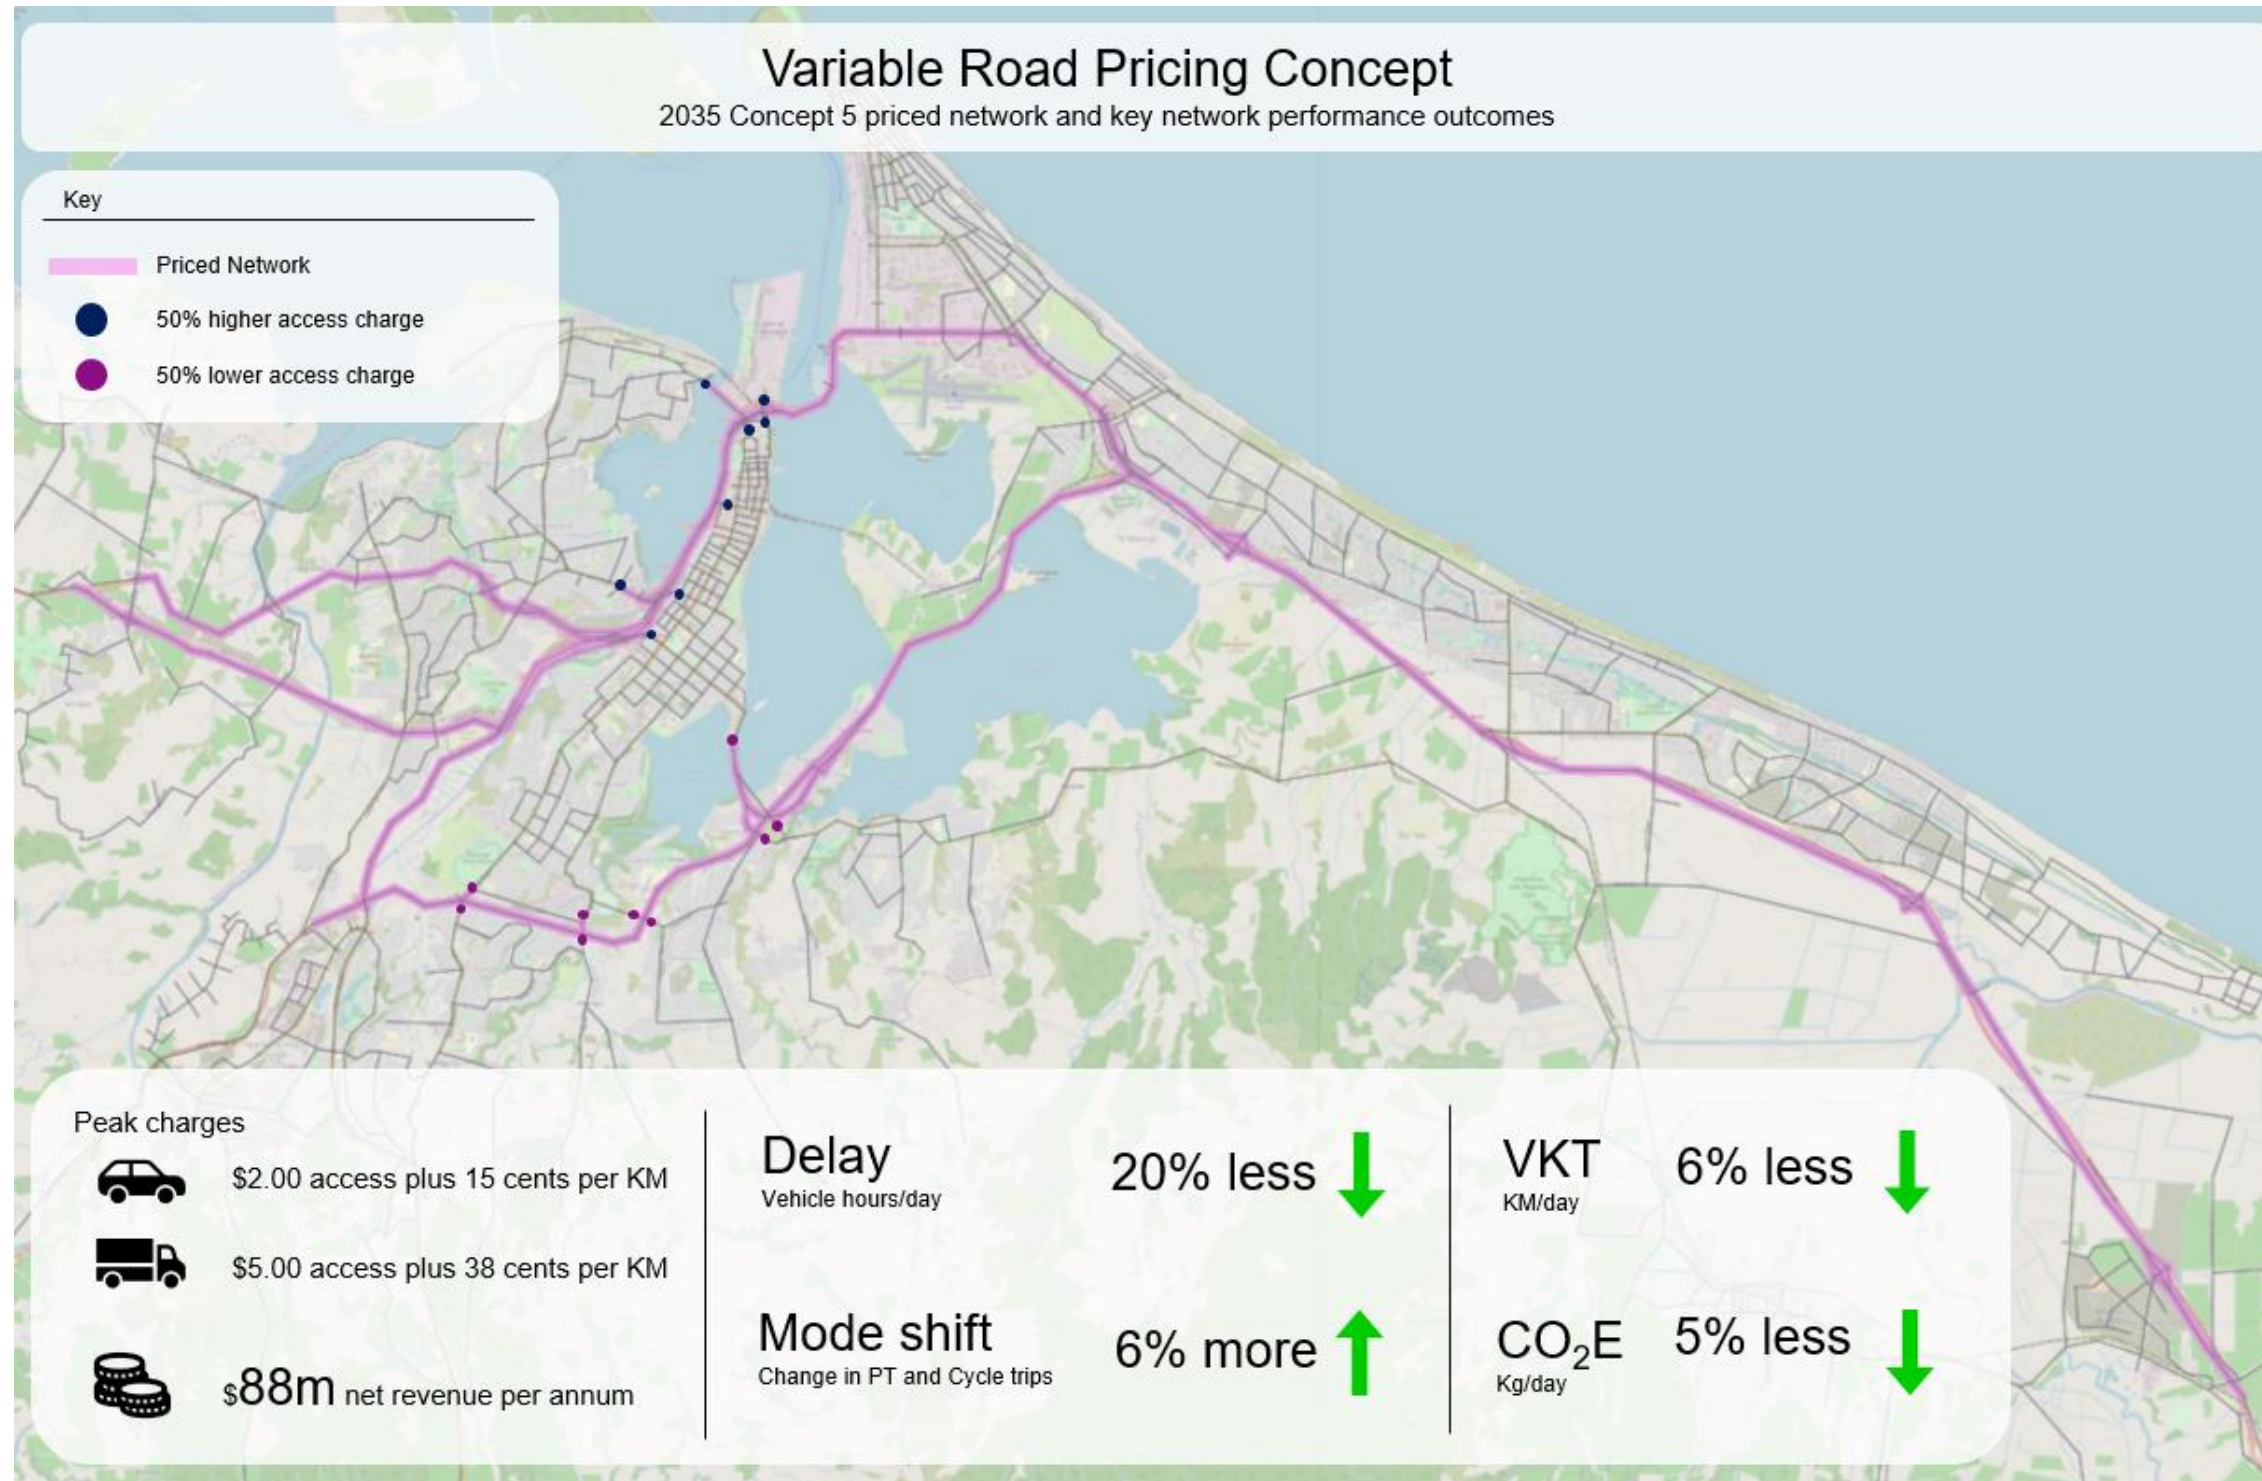 Variable Road Pricing Concept
2035 Concept 5 priced network and key network performance outcomes
Key
Priced Network
50% higher access charge
50% lower access charge
Peak charges
$2.00 access plus 15 cents per KM
$5.00 access plus 38 cents per KM
$88m net revenue per annum
Delay
Vehicle hours/day
20% less
Mode shift
Change in PT and Cycle trips
6% more
VKT
KM/day
6% less
CO₂E
Kg/day
5% less